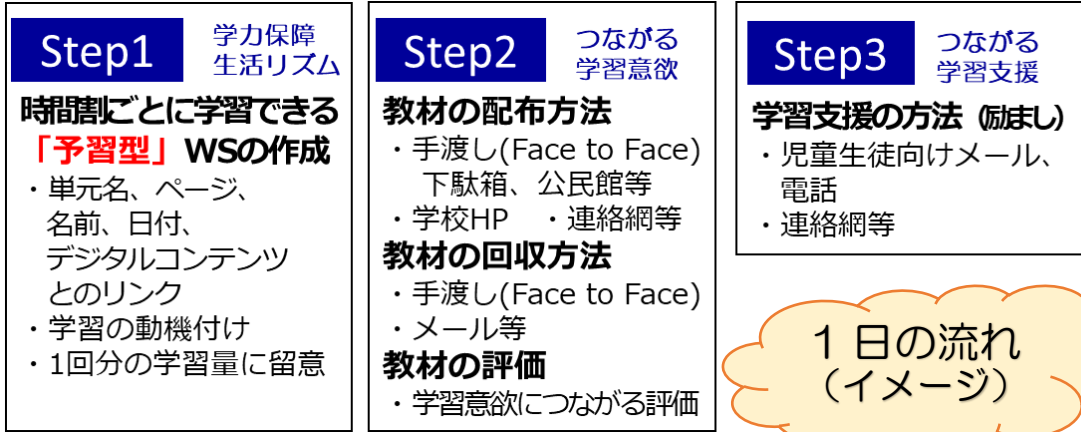 Step1
学力保障
生活リズム
時間割ごとに学習できる
「予習型」WSの作成
・単元名、ページ、
名前、日付、
デジタルコンテンツ
とのリンク
・学習の動機付け
・1回分の学習量に留意
Step2
つながる
学習意欲
教材の配布方法
・手渡し(Face to Face)
下駄箱、公民館等
・学校HP ・連絡網等
教材の回収方法
・手渡し(Face to Face)
・メール等
教材の評価
・学習意欲につながる評価
Step3
つながる
学習支援
学習支援の方法（励まし）
・児童生徒向けメール、
電話
・連絡網等
１日の流れ
（イメージ）